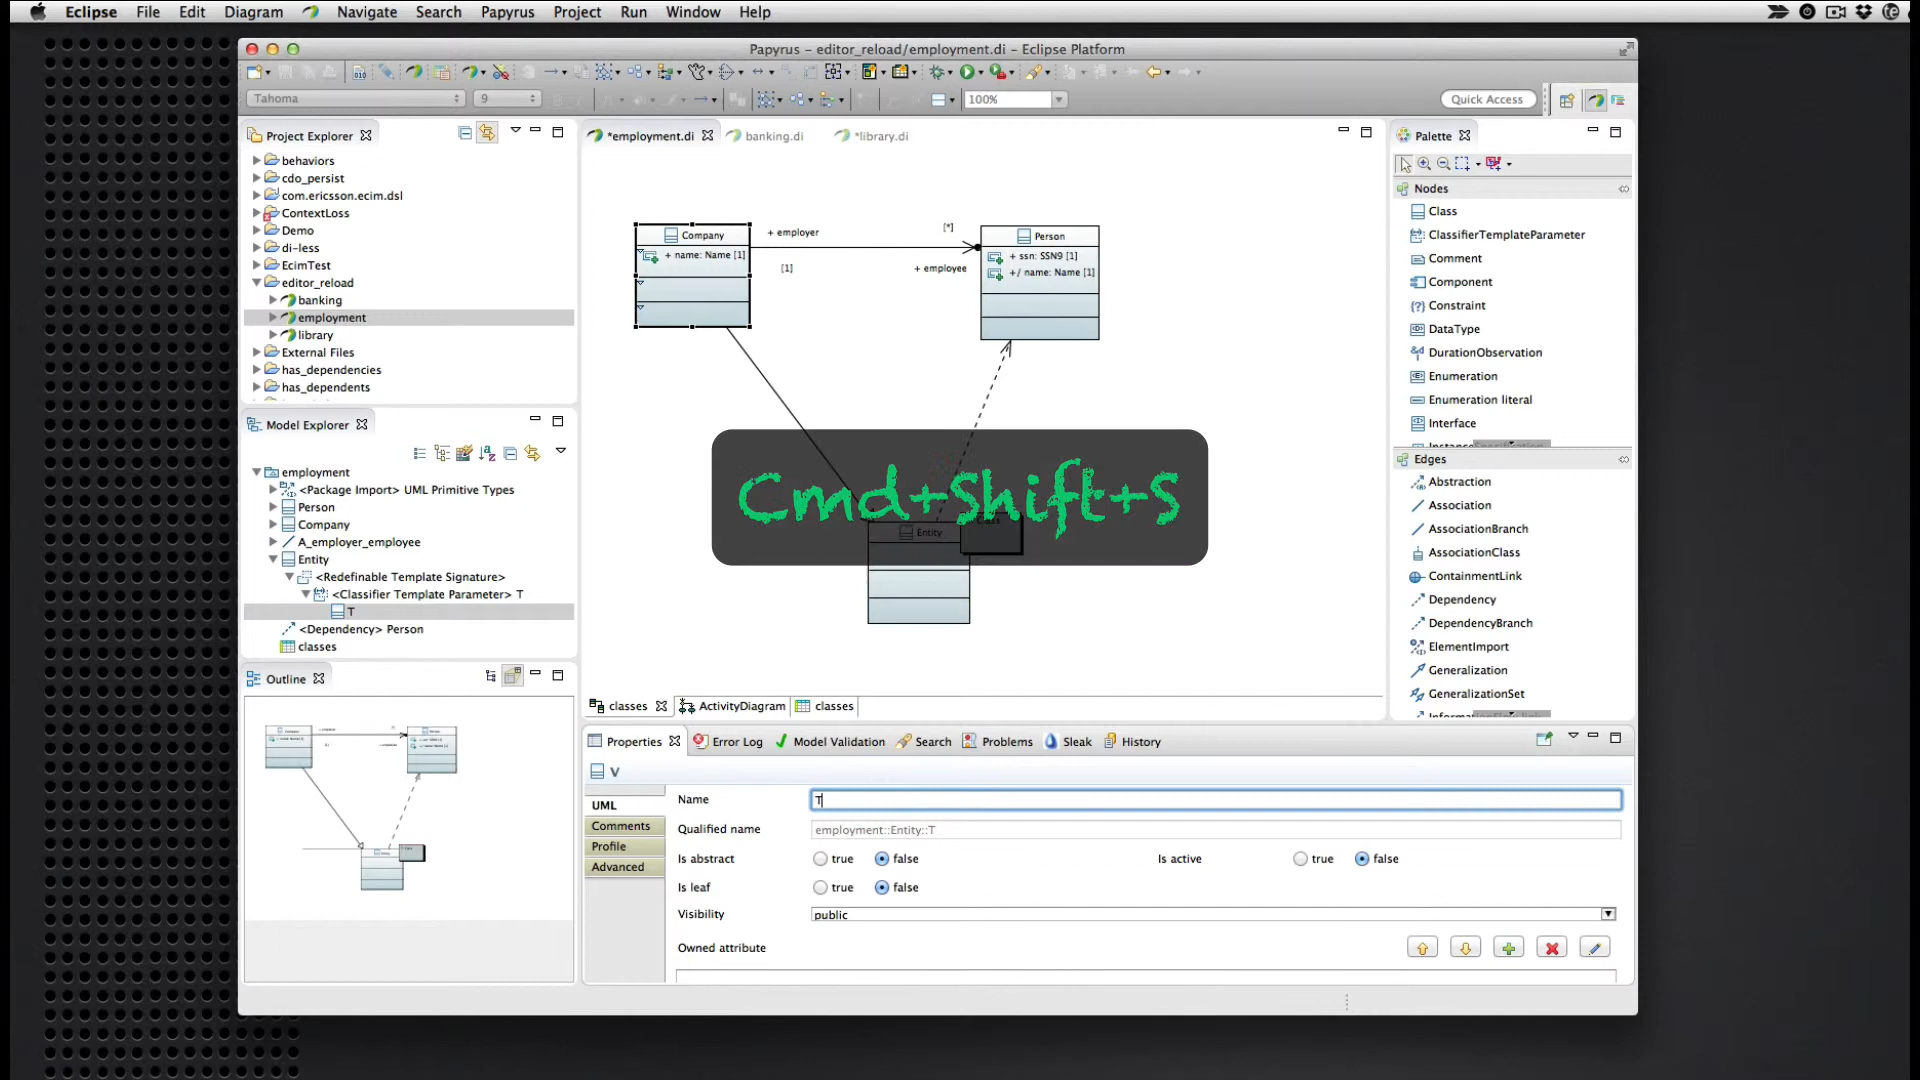 Eclipse File Edit Diagram Navigate Search Papyrus Project Run Window Help
Papyrus - editor_reload/employment.di - Eclipse Platform
Tahoma 9 100% Quick Access
Project Explorer
behaviors
cdo_persist
com.ericsson.ecim.dsl
ContextLoss
Demo
di-less
EcimTest
editor_reload
banking
employment
library
External Files
has_dependencies
has_dependents
Model Explorer
employment
<Package Import> UML Primitive Types
Person
Company
A_employer_employee
Entity
<Redefinable Template Signature>
<Classifier Template Parameter> T
T
<Dependency> Person
classes
Outline
*employment.di banking.di *library.di
Company
+ name: Name [1]
+ employer
[*]
[1]
+ employee
Person
+ ssn: SSN9 [1]
+/ name: Name [1]
Cmd+Shift+S
Entity
classes ActivityDiagram classes
Palette
Nodes
Class
ClassifierTemplateParameter
Comment
Component
Constraint
DataType
DurationObservation
Enumeration
Enumeration literal
Interface
Edges
Abstraction
Association
AssociationBranch
AssociationClass
ContainmentLink
Dependency
DependencyBranch
ElementImport
Generalization
GeneralizationSet
Properties Error Log Model Validation Search Problems Sleak History
V
UML
Comments
Profile
Advanced
Name T
Qualified name employment::Entity::T
Is abstract true false Is active true false
Is leaf true false
Visibility public
Owned attribute